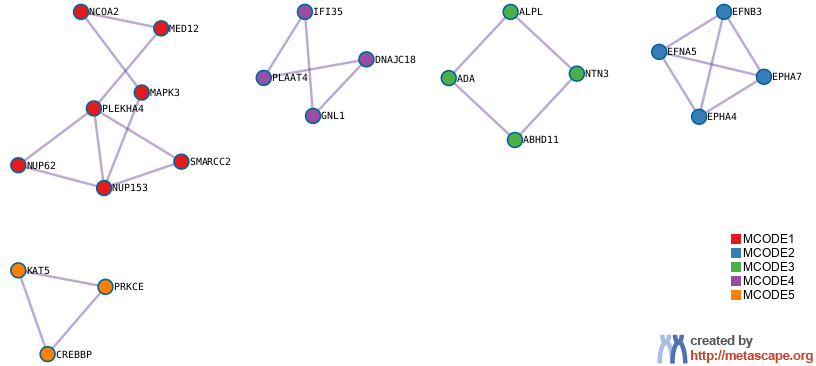 NCOA2
MED12
MAPK3
PLEKHA4
NUP62
SMARCC2
NUP153
IFI35
DNAJC18
PLAAT4
GNL1
ALPL
NTN3
ADA
ABHD11
EFNB3
EFNA5
EPHA7
EPHA4
KAT5
PRKCE
CREBBP
MCODE1
MCODE2
MCODE3
MCODE4
MCODE5
created by
http://metascape.org